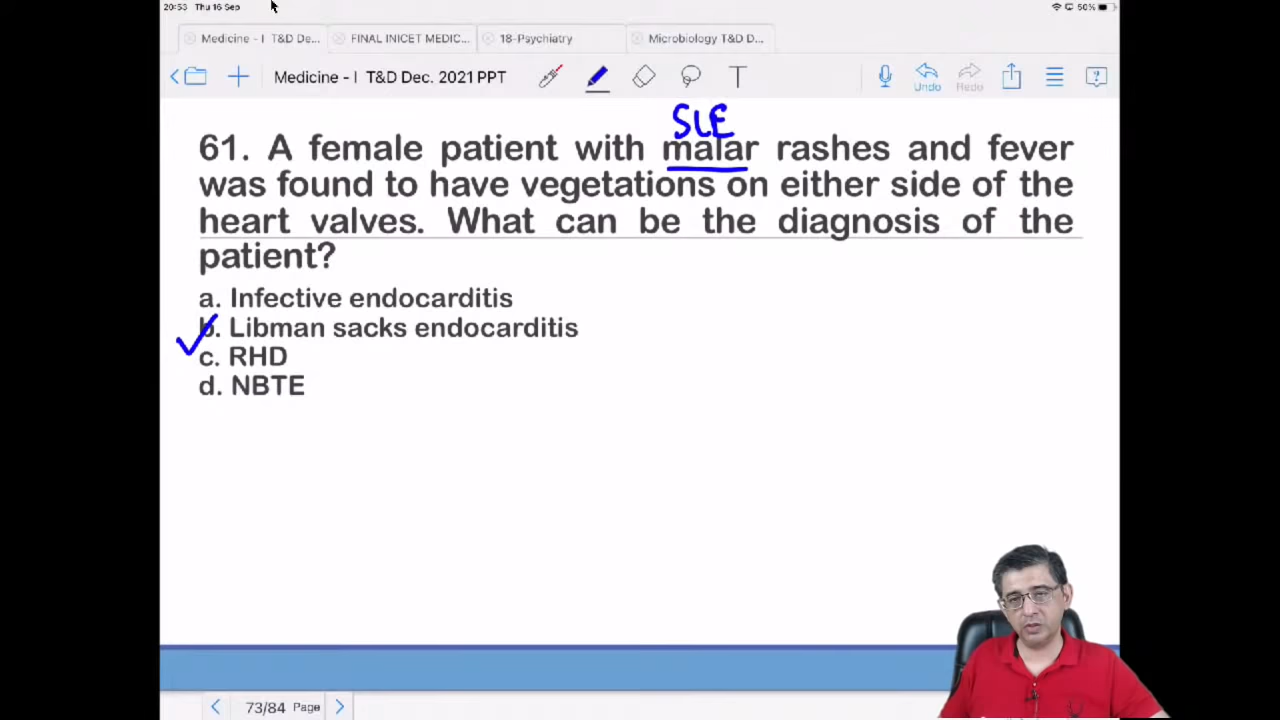 20:53 Thu 16 Sep
50%
Medicine - I T&D De...
FINAL INICET MEDIC...
18-Psychiatry
Microbiology T&D D...
Medicine - I T&D Dec. 2021 PPT
T
Undo
Redo
SLE
61. A female patient with malar rashes and fever
was found to have vegetations on either side of the
heart valves. What can be the diagnosis of the
patient?
a. Infective endocarditis
b. Libman sacks endocarditis
c. RHD
d. NBTE
73/84 Page